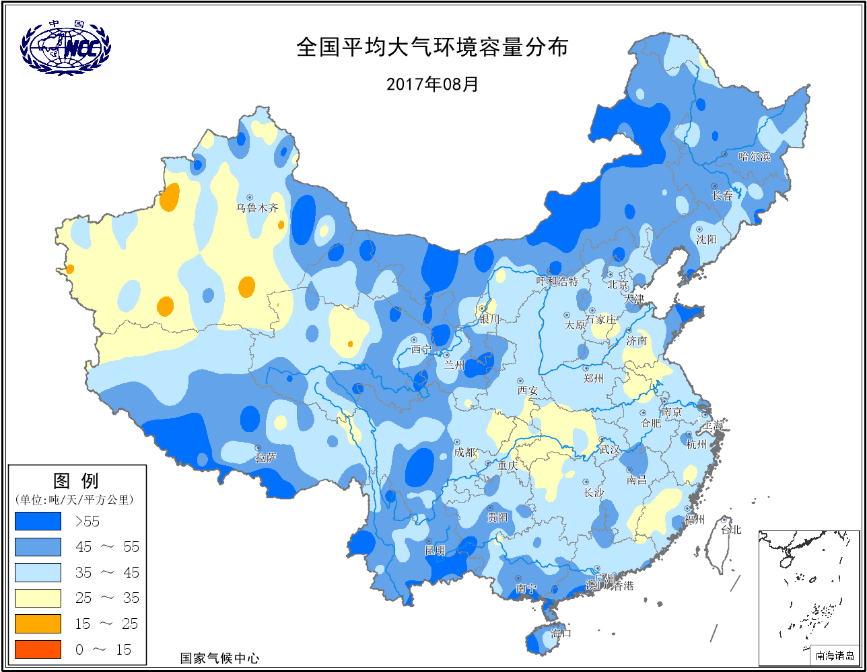 全国平均大气环境容量分布
2017年08月
中国
NCC
哈尔滨
长春
乌鲁木齐
沈阳
呼和浩特
北京
天津
银川
石家庄
太原
济南
西宁
兰州
郑州
西安
南京
合肥
上海
杭州
成都
武汉
拉萨
重庆
南昌
长沙
贵阳
福州
台北
昆明
广州
南宁
澳门
香港
海口
图例
(单位:吨/天/平方公里)
>55
45 ~ 55
35 ~ 45
25 ~ 35
15 ~ 25
0 ~ 15
国家气候中心
南海诸岛